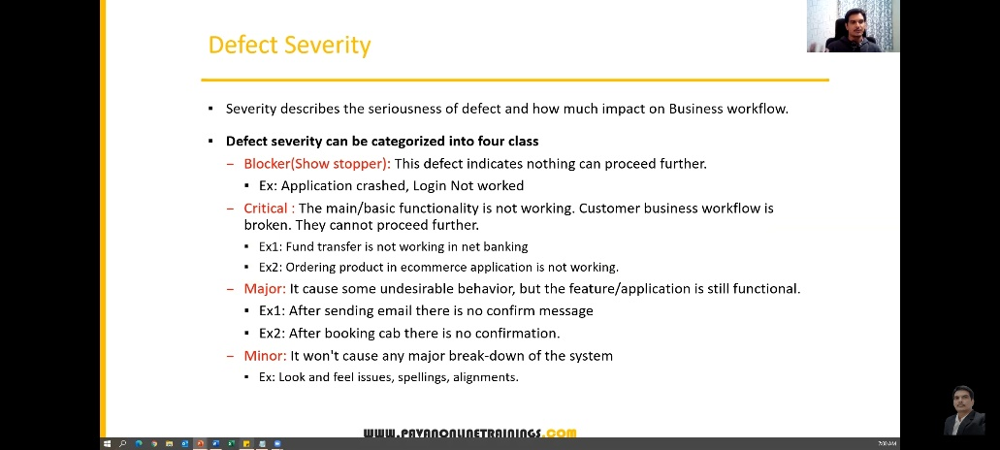 Defect Severity
▪ Severity describes the seriousness of defect and how much impact on Business workflow.
▪ Defect severity can be categorized into four class
– Blocker(Show stopper): This defect indicates nothing can proceed further.
▪ Ex: Application crashed, Login Not worked
– Critical : The main/basic functionality is not working. Customer business workflow is
broken. They cannot proceed further.
▪ Ex1: Fund transfer is not working in net banking
▪ Ex2: Ordering product in ecommerce application is not working.
– Major: It cause some undesirable behavior, but the feature/application is still functional.
▪ Ex1: After sending email there is no confirm message
▪ Ex2: After booking cab there is no confirmation.
– Minor: It won't cause any major break-down of the system
▪ Ex: Look and feel issues, spellings, alignments.
www.pavanonlinetrainings.com
7:00 AM